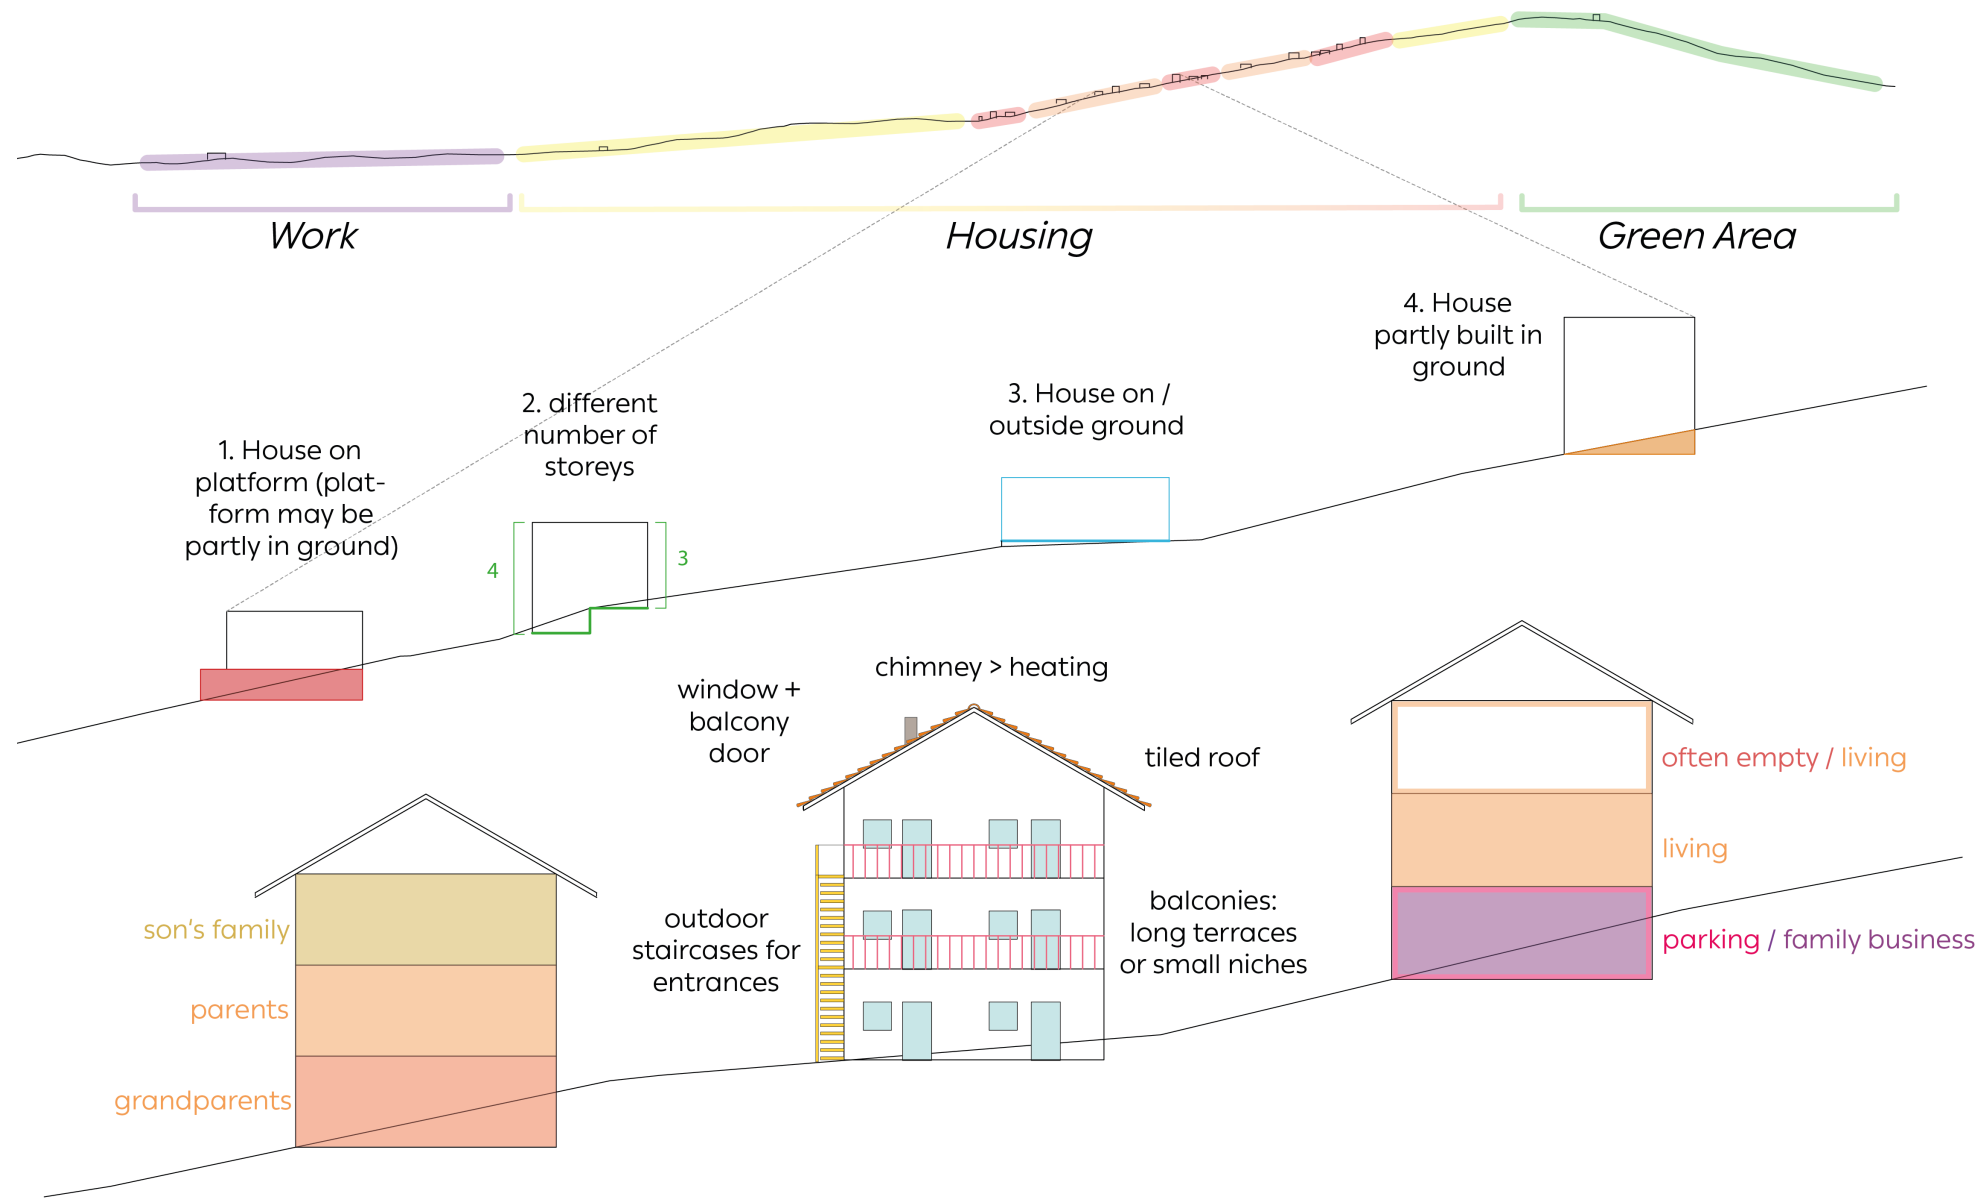 Work
Housing
Green Area
4. House
partly built in
ground
3. House on /
outside ground
2. different
number of
storeys
1. House on
platform (plat-
form may be
partly in ground)
4
3
chimney > heating
window +
balcony
door
tiled roof
outdoor
staircases for
entrances
balconies:
long terraces
or small niches
often empty / living
living
parking / family business
son's family
parents
grandparents